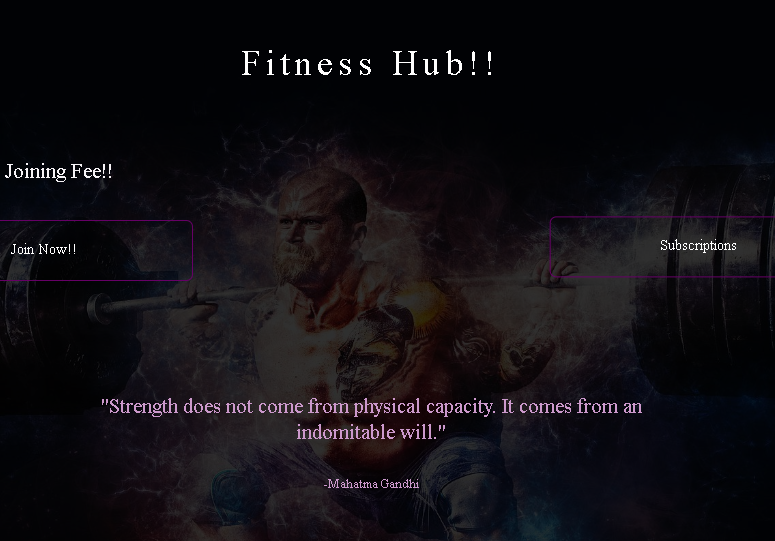 Fitness Hub!!
Joining Fee!!
Join Now!!
Subscriptions
"Strength does not come from physical capacity. It comes from an
indomitable will."
-Mahatma Gandhi